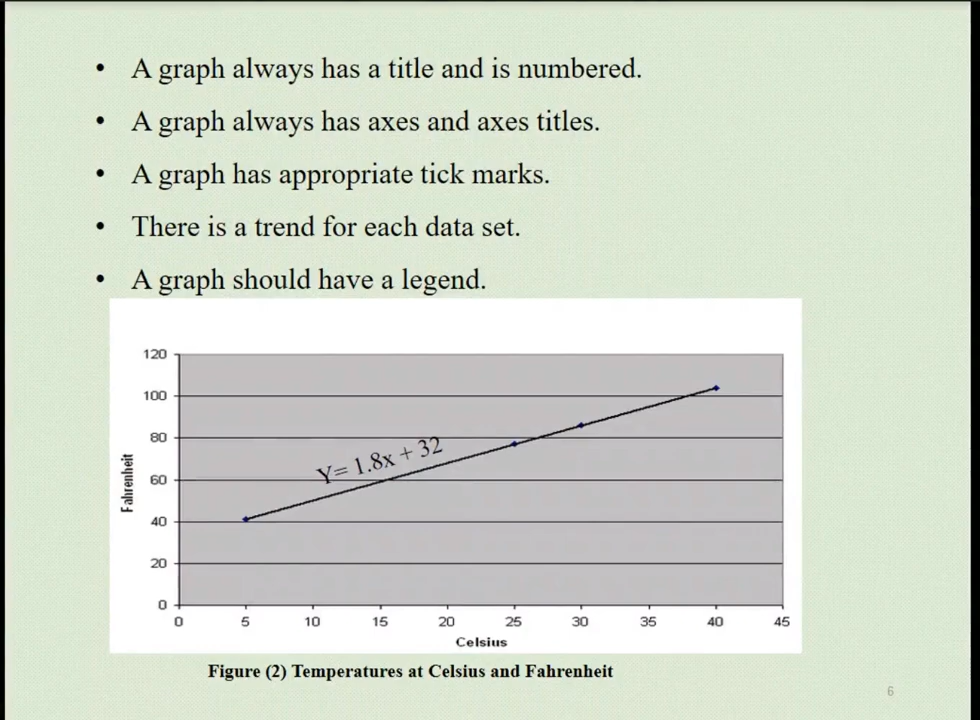 • A graph always has a title and is numbered.
• A graph always has axes and axes titles.
• A graph has appropriate tick marks.
• There is a trend for each data set.
• A graph should have a legend.
120
100
80
60
40
20
0
Fahrenheit
Y= 1.8x + 32
0 5 10 15 20 25 30 35 40 45
Celsius
Figure (2) Temperatures at Celsius and Fahrenheit
6